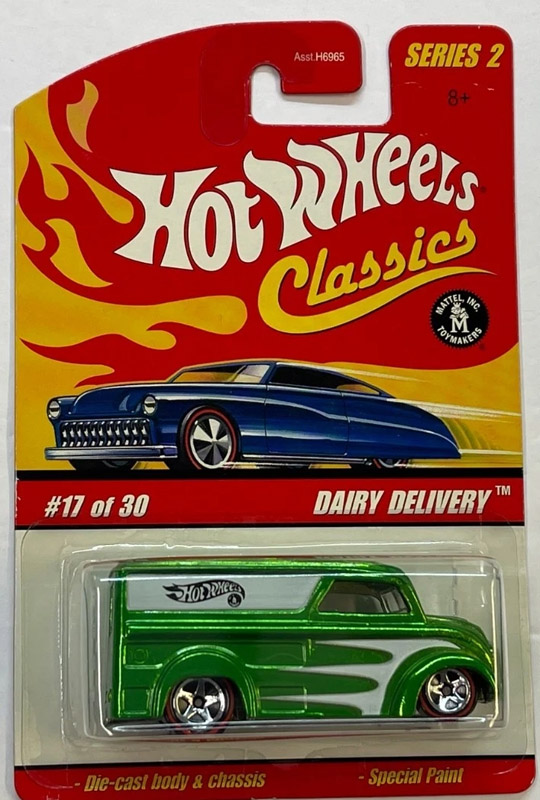 Asst.H6965
SERIES 2
8+
Hot Wheels®
Classics
MATTEL, INC.
M
TOYMAKERS
®
#17 of 30
DAIRY DELIVERY™
Hot Wheels
- Die-cast body & chassis
- Special Paint